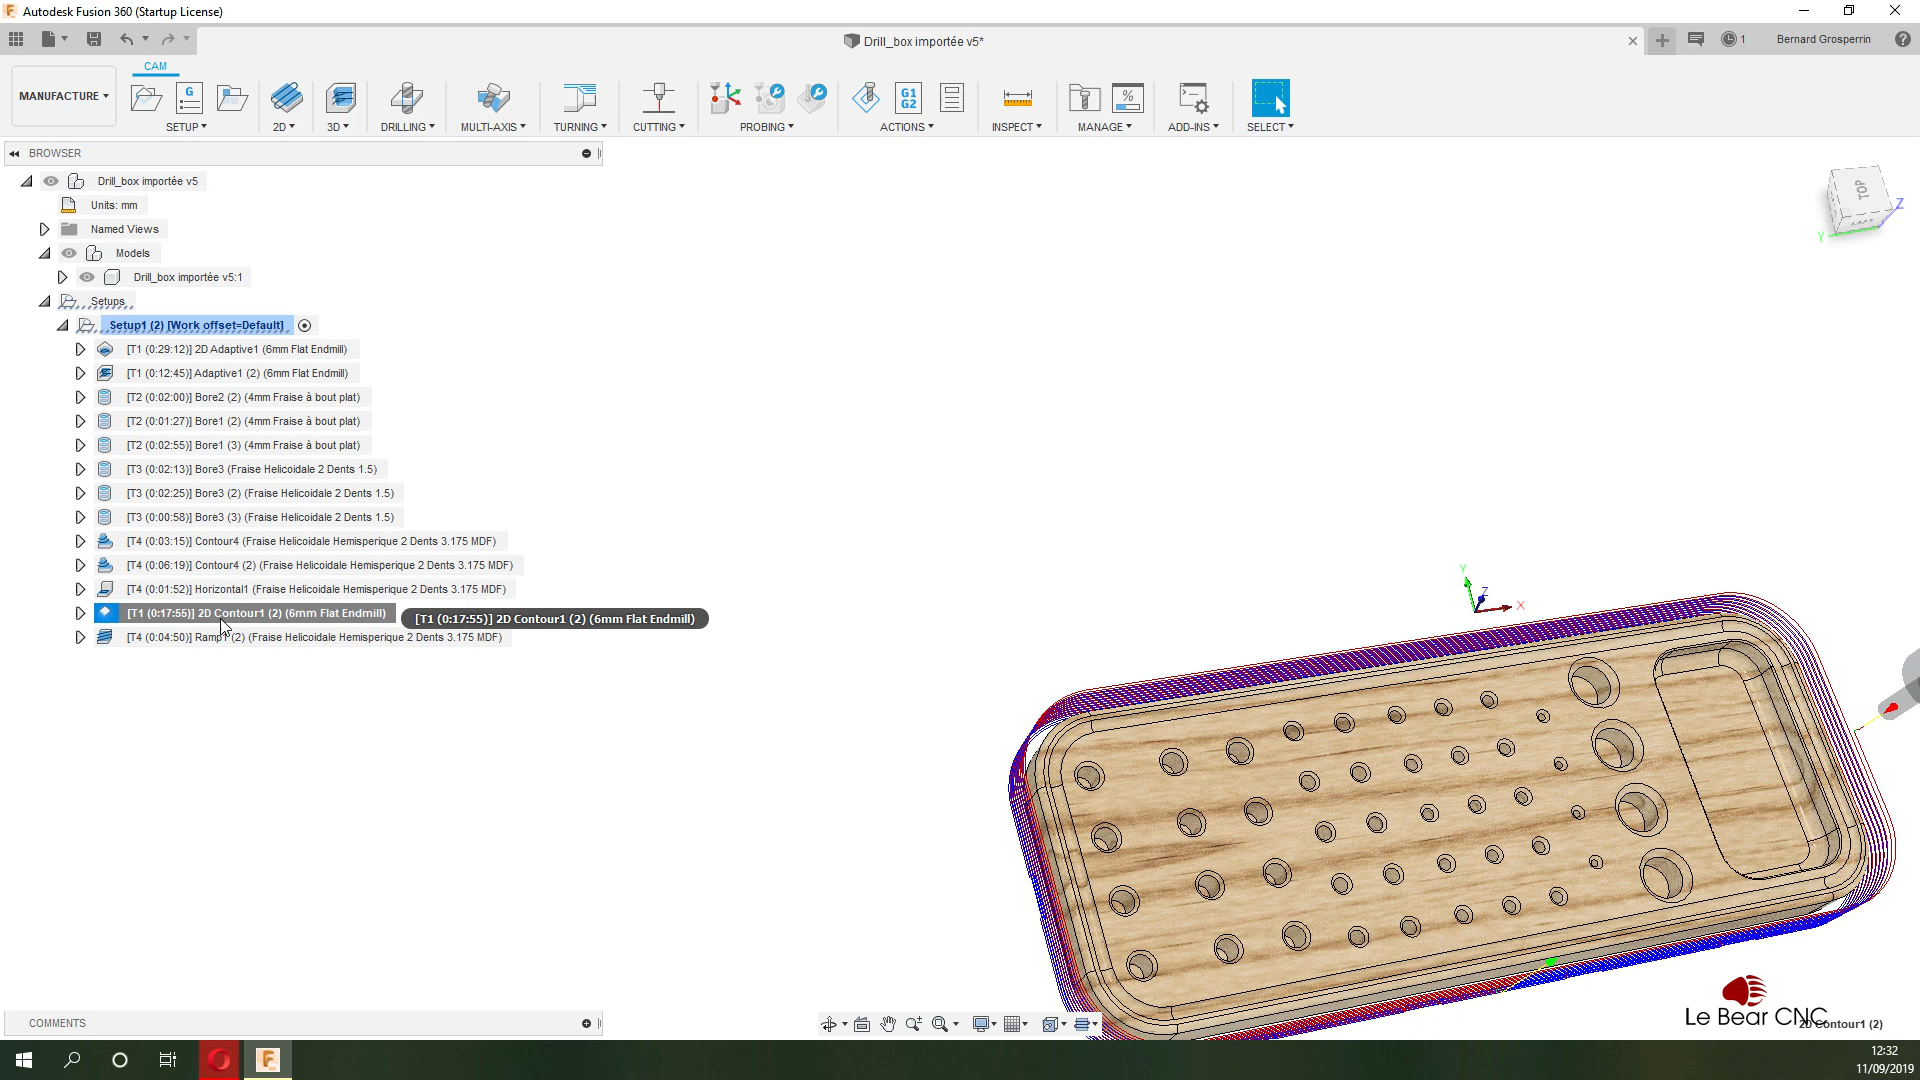 Autodesk Fusion 360 (Startup License)
Drill_box importée v5*
1
Bernard Grosperrin
CAM
MANUFACTURE
SETUP
2D
3D
DRILLING
MULTI-AXIS
TURNING
CUTTING
PROBING
ACTIONS
INSPECT
MANAGE
ADD-INS
SELECT
G
G1
G2
%
BROWSER
Drill_box importée v5
Units: mm
Named Views
Models
Drill_box importée v5:1
Setups
Setup1 (2) [Work offset=Default]
[T1 (0:29:12)] 2D Adaptive1 (6mm Flat Endmill)
[T1 (0:12:45)] Adaptive1 (2) (6mm Flat Endmill)
[T2 (0:02:00)] Bore2 (2) (4mm Fraise à bout plat)
[T2 (0:01:27)] Bore1 (2) (4mm Fraise à bout plat)
[T2 (0:02:55)] Bore1 (3) (4mm Fraise à bout plat)
[T3 (0:02:13)] Bore3 (Fraise Helicoidale 2 Dents 1.5)
[T3 (0:02:25)] Bore3 (2) (Fraise Helicoidale 2 Dents 1.5)
[T3 (0:00:58)] Bore3 (3) (Fraise Helicoidale 2 Dents 1.5)
[T4 (0:03:15)] Contour4 (Fraise Helicoidale Hemisperique 2 Dents 3.175 MDF)
[T4 (0:06:19)] Contour4 (2) (Fraise Helicoidale Hemisperique 2 Dents 3.175 MDF)
[T4 (0:01:52)] Horizontal1 (Fraise Helicoidale Hemisperique 2 Dents 3.175 MDF)
[T1 (0:17:55)] 2D Contour1 (2) (6mm Flat Endmill)
[T1 (0:17:55)] 2D Contour1 (2) (6mm Flat Endmill)
[T4 (0:04:50)] Ramp1 (2) (Fraise Helicoidale Hemisperique 2 Dents 3.175 MDF)
TOP
LEFT
Z
Y
Y
Z
X
COMMENTS
Le Bear CNC
2D Contour1 (2)
12:32
11/09/2019